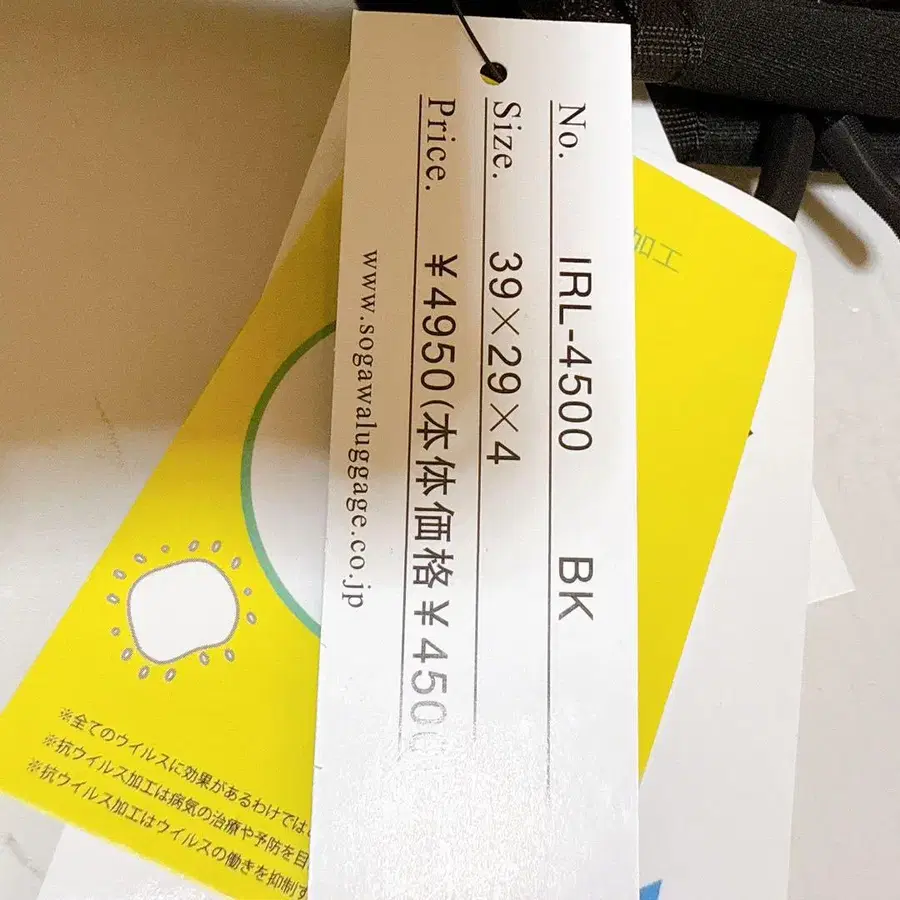 No. IRL-4500 BK
Size. 39×29×4
Price. ¥4950(本体価格¥4500
www.sogawaluggage.co.jp
加工
※全てのウイルスに効果があるわけでは
※抗ウイルス加工は病気の治療や予防を目
※抗ウイルス加工はウイルスの働きを抑制す